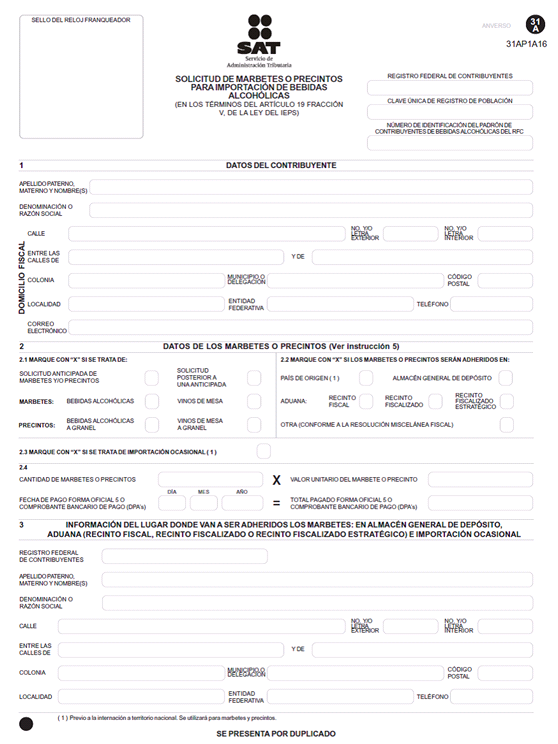 SELLO DEL RELOJ FRANQUEADOR
SAT
Servicio de
Administración Tributaria
ANVERSO
31
A
31AP1A16
SOLICITUD DE MARBETES O PRECINTOS
PARA IMPORTACIÓN DE BEBIDAS
ALCOHÓLICAS
(EN LOS TÉRMINOS DEL ARTÍCULO 19 FRACCIÓN
V, DE LA LEY DEL IEPS)
REGISTRO FEDERAL DE CONTRIBUYENTES
CLAVE ÚNICA DE REGISTRO DE POBLACIÓN
NÚMERO DE IDENTIFICACIÓN DEL PADRÓN DE
CONTRIBUYENTES DE BEBIDAS ALCOHÓLICAS DEL RFC
1 DATOS DEL CONTRIBUYENTE
APELLIDO PATERNO,
MATERNO Y NOMBRE(S)
DENOMINACIÓN O
RAZÓN SOCIAL
DOMICILIO FISCAL
CALLE
NO. Y/O
LETRA
EXTERIOR
NO. Y/O
LETRA
INTERIOR
ENTRE LAS
CALLES DE
Y DE
COLONIA
MUNICIPIO O
DELEGACIÓN
CÓDIGO
POSTAL
LOCALIDAD
ENTIDAD
FEDERATIVA
TELÉFONO
CORREO
ELECTRÓNICO
2 DATOS DE LOS MARBETES O PRECINTOS (Ver instrucción 5)
2.1 MARQUE CON "X" SI SE TRATA DE:
SOLICITUD ANTICIPADA DE
MARBETES Y/O PRECINTOS
SOLICITUD
POSTERIOR A
UNA ANTICIPADA
MARBETES: BEBIDAS ALCOHÓLICAS VINOS DE MESA
PRECINTOS: BEBIDAS ALCOHÓLICAS
A GRANEL
VINOS DE MESA
A GRANEL
2.2 MARQUE CON "X" SI LOS MARBETES O PRECINTOS SERÁN ADHERIDOS EN:
PAÍS DE ORIGEN ( 1 ) ALMACÉN GENERAL DE DEPÓSITO
ADUANA: RECINTO
FISCAL
RECINTO
FISCALIZADO
RECINTO
FISCALIZADO
ESTRATÉGICO
OTRA (CONFORME A LA RESOLUCIÓN MISCELÁNEA FISCAL)
2.3 MARQUE CON "X" SI SE TRATA DE IMPORTACIÓN OCASIONAL ( 1 )
2.4
CANTIDAD DE MARBETES O PRECINTOS X VALOR UNITARIO DEL MARBETE O PRECINTO
DÍA MES AÑO
FECHA DE PAGO FORMA OFICIAL 5 O
COMPROBANTE BANCARIO DE PAGO (DPA's)
=
TOTAL PAGADO FORMA OFICIAL 5 O
COMPROBANTE BANCARIO DE PAGO (DPA's)
3 INFORMACIÓN DEL LUGAR DONDE VAN A SER ADHERIDOS LOS MARBETES: EN ALMACÉN GENERAL DE DEPÓSITO,
ADUANA (RECINTO FISCAL, RECINTO FISCALIZADO O RECINTO FISCALIZADO ESTRATÉGICO) E IMPORTACIÓN OCASIONAL
REGISTRO FEDERAL
DE CONTRIBUYENTES
APELLIDO PATERNO,
MATERNO Y NOMBRE(S)
DENOMINACIÓN O
RAZÓN SOCIAL
CALLE
NO. Y/O
LETRA
EXTERIOR
NO. Y/O
LETRA
INTERIOR
ENTRE LAS
CALLES DE
Y DE
COLONIA
MUNICIPIO O
DELEGACIÓN
CÓDIGO
POSTAL
LOCALIDAD
ENTIDAD
FEDERATIVA
TELÉFONO
( 1 ) Previo a la internación a territorio nacional. Se utilizará para marbetes y precintos.
SE PRESENTA POR DUPLICADO